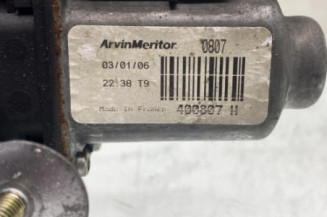 ArvinMeritor 0807
03/01/06
22 38 T9
Made in France 400807 H